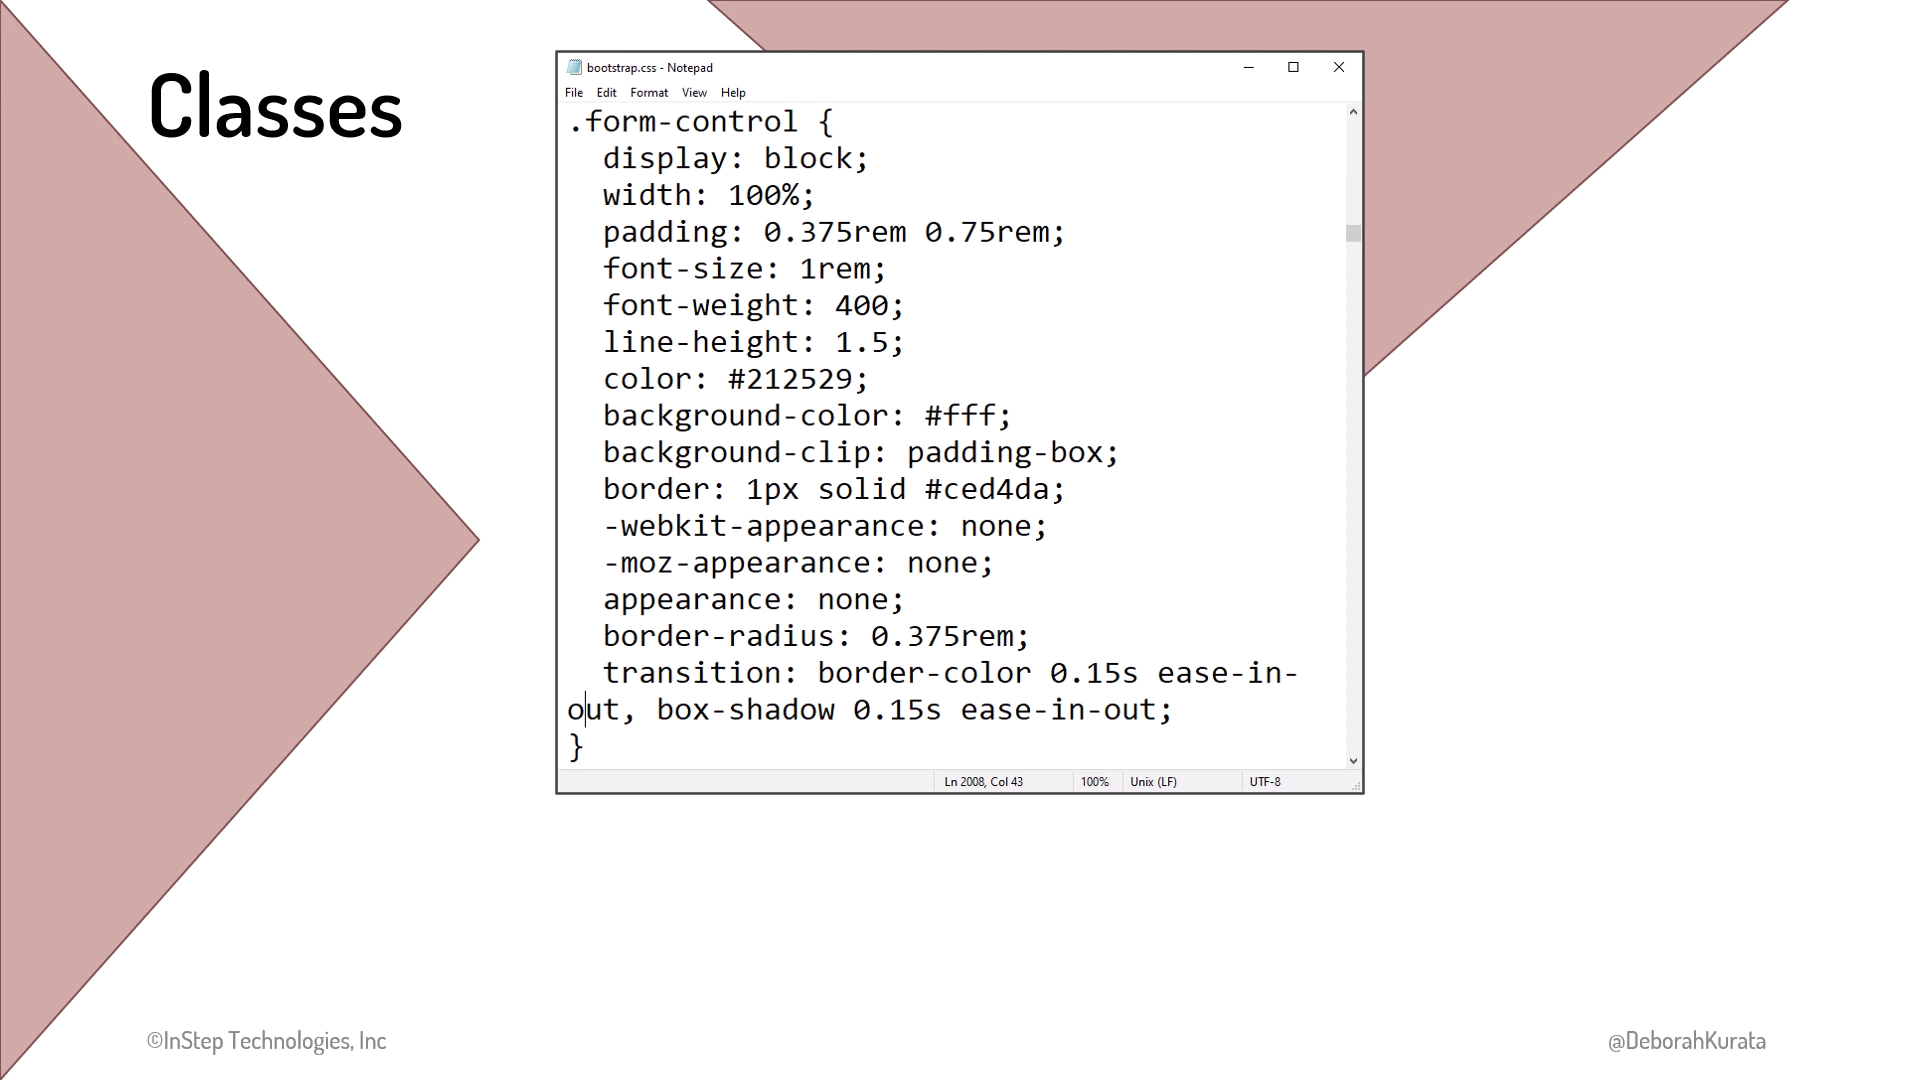 Classes
bootstrap.css - Notepad
File Edit Format View Help
.form-control {
  display: block;
  width: 100%;
  padding: 0.375rem 0.75rem;
  font-size: 1rem;
  font-weight: 400;
  line-height: 1.5;
  color: #212529;
  background-color: #fff;
  background-clip: padding-box;
  border: 1px solid #ced4da;
  -webkit-appearance: none;
  -moz-appearance: none;
  appearance: none;
  border-radius: 0.375rem;
  transition: border-color 0.15s ease-in-
out, box-shadow 0.15s ease-in-out;
}
Ln 2008, Col 43 100% Unix (LF) UTF-8
©InStep Technologies, Inc
@DeborahKurata